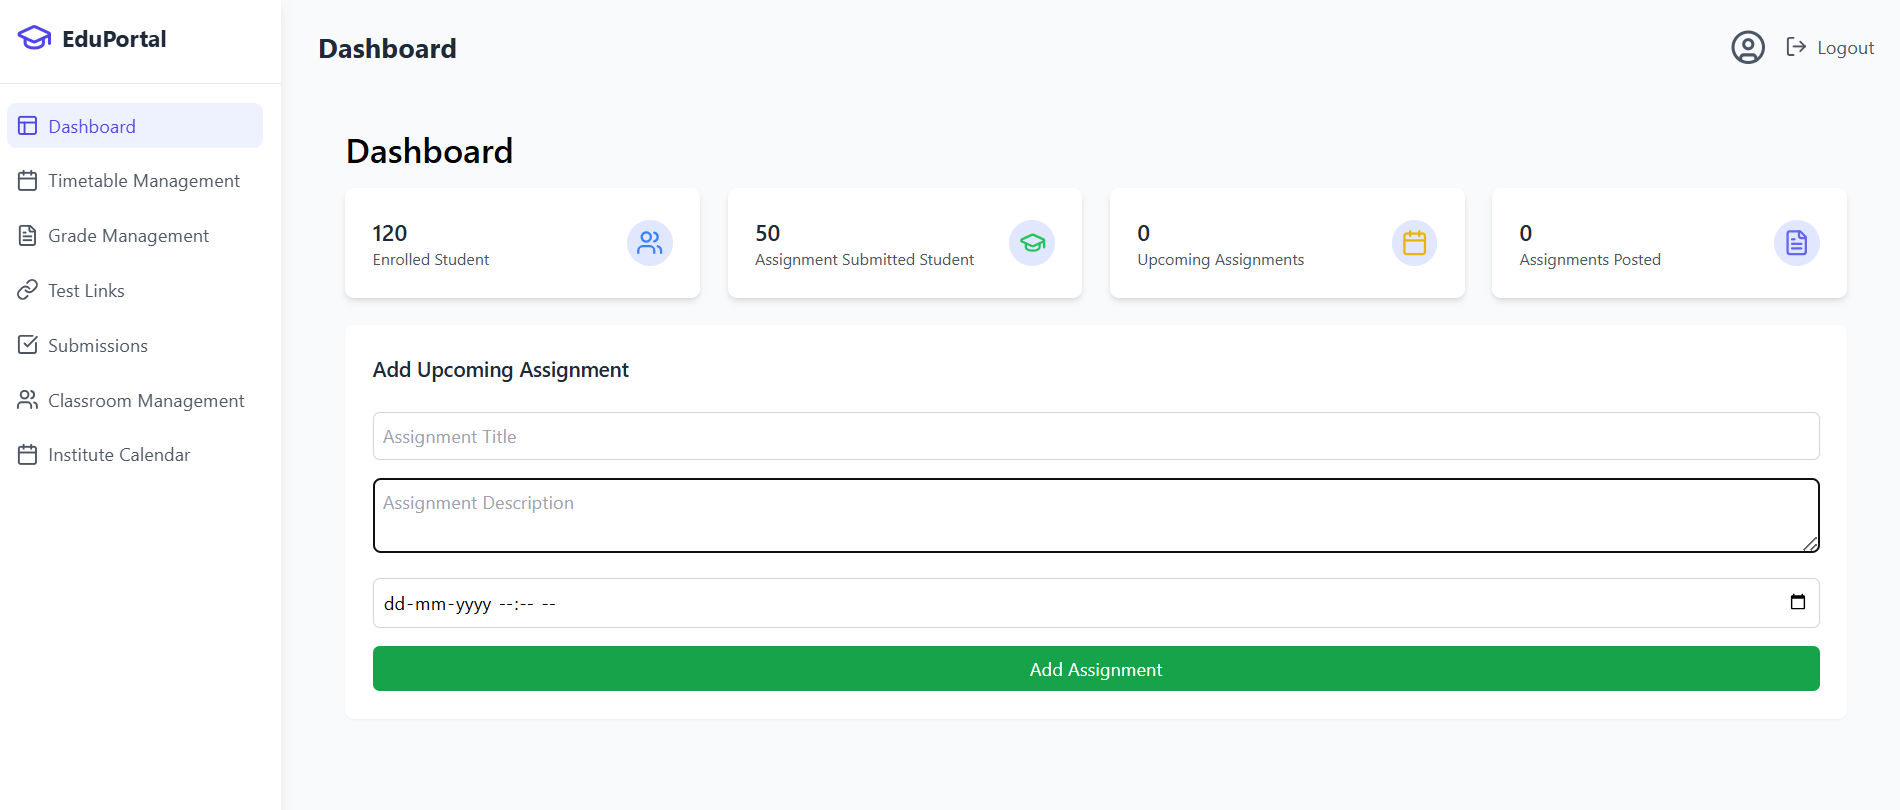 EduPortal
Dashboard
Logout
Dashboard
Timetable Management
Grade Management
Test Links
Submissions
Classroom Management
Institute Calendar
Dashboard
120
Enrolled Student
50
Assignment Submitted Student
0
Upcoming Assignments
0
Assignments Posted
Add Upcoming Assignment
Assignment Title
Assignment Description
dd-mm-yyyy --:-- --
Add Assignment